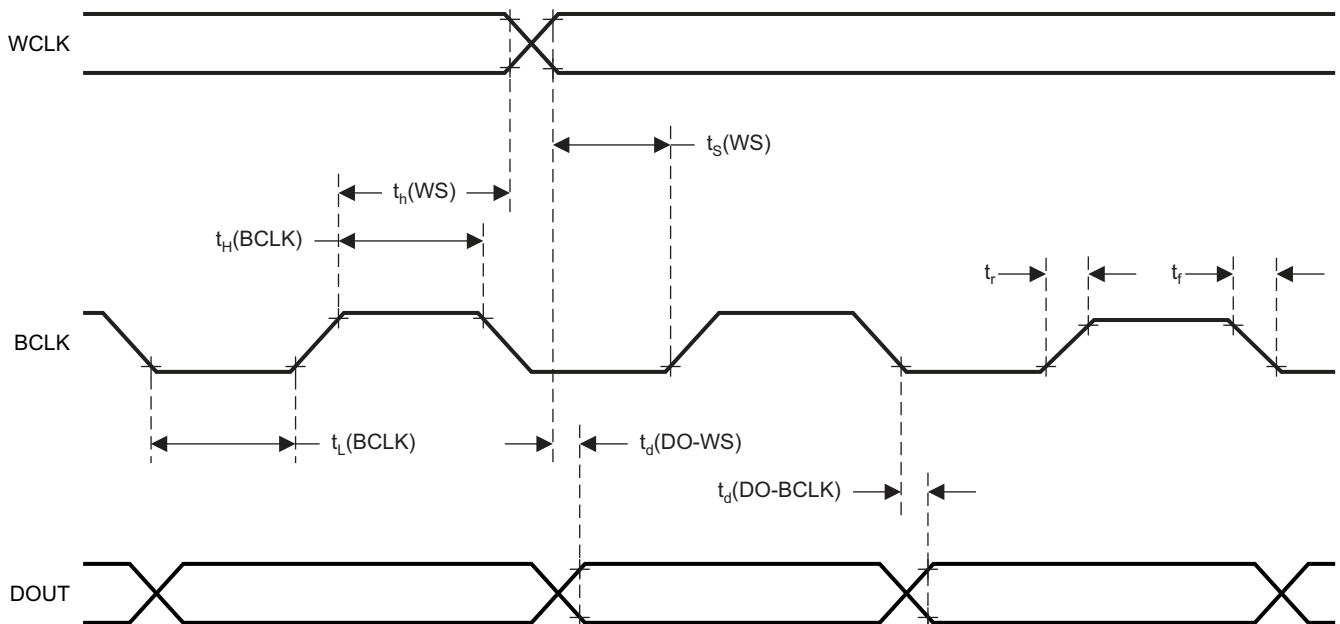 WCLK
tS(WS)
th(WS)
tH(BCLK)
tr
tf
BCLK
tL(BCLK)
td(DO-WS)
td(DO-BCLK)
DOUT